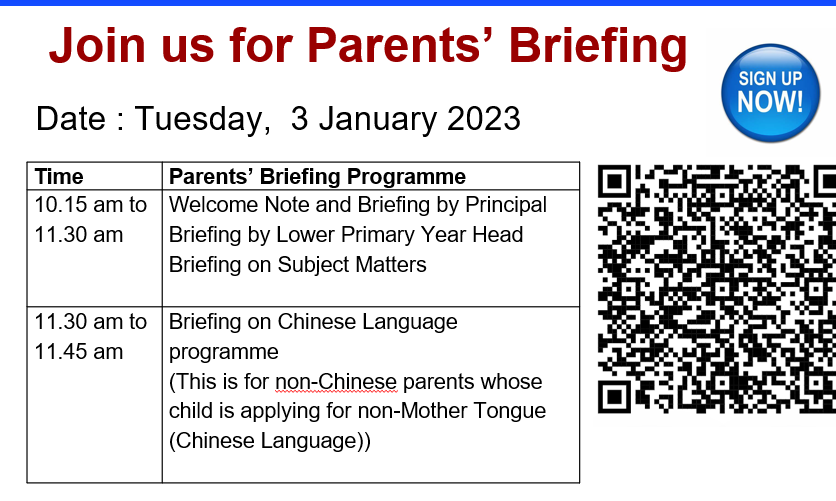 Join us for Parents’ Briefing
SIGN UP
NOW!
Date : Tuesday,  3 January 2023
Time
Parents’ Briefing Programme
10.15 am to
11.30 am
Welcome Note and Briefing by Principal
Briefing by Lower Primary Year Head
Briefing on Subject Matters
11.30 am to
11.45 am
Briefing on Chinese Language
programme
(This is for non-Chinese parents whose
child is applying for non-Mother Tongue
(Chinese Language))